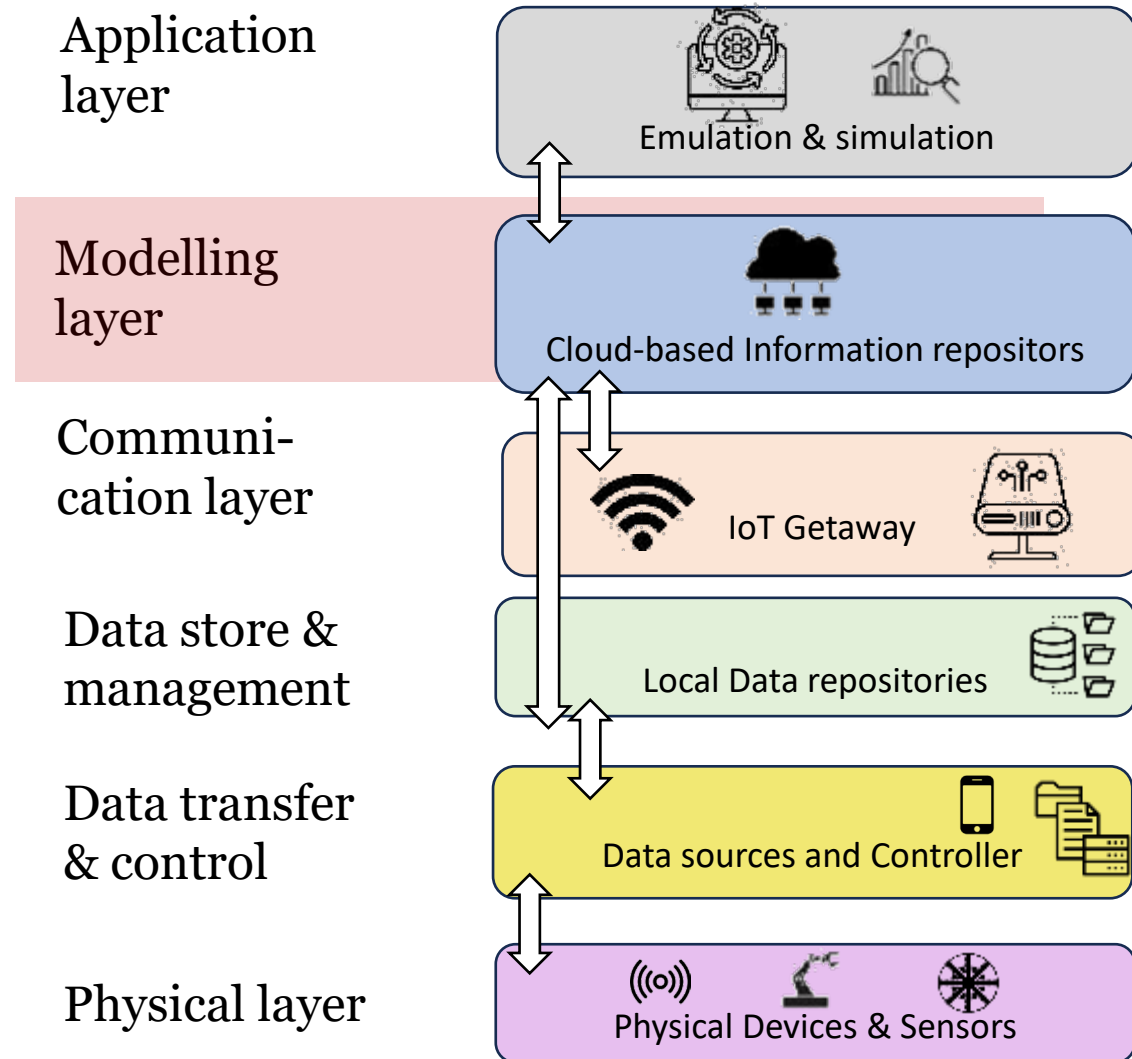 Application
layer
Emulation & simulation
Modelling
layer
Cloud-based Information repositors
Communi-
cation layer
IoT Getaway
Data store &
management
Local Data repositories
Data transfer
& control
Data sources and Controller
Physical layer
Physical Devices & Sensors